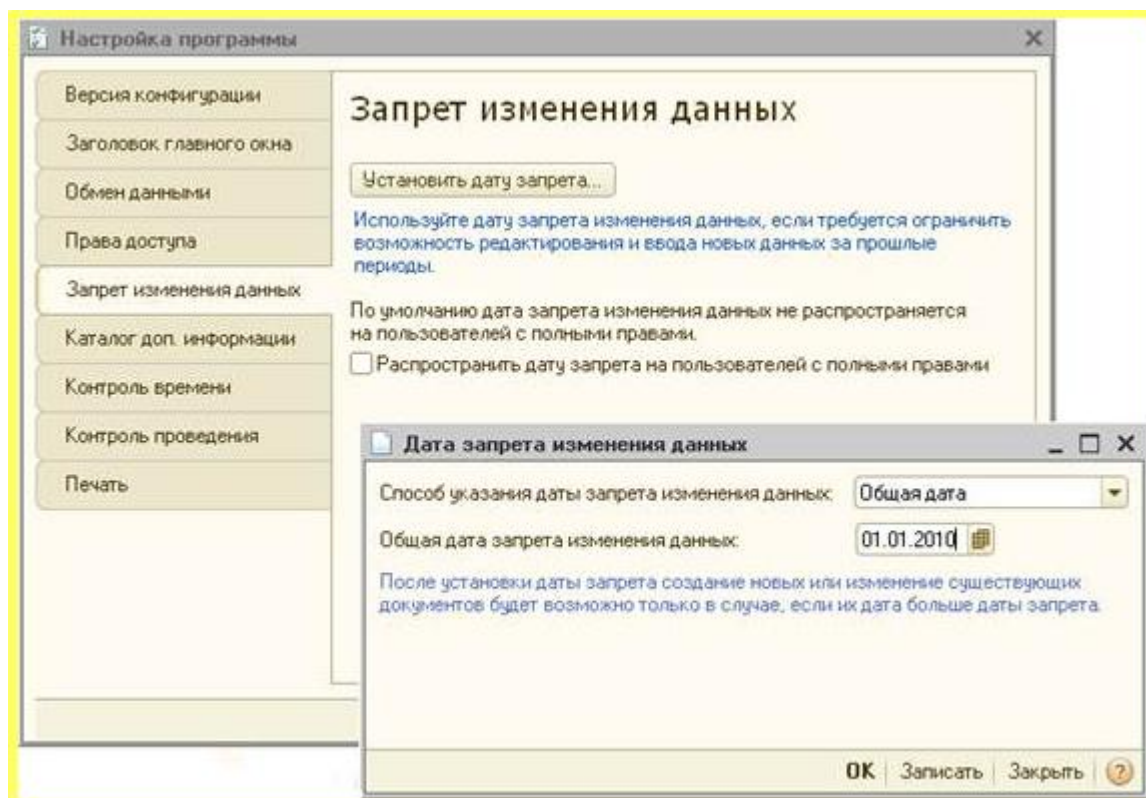 Настройка программы
Версия конфигурации
Заголовок главного окна
Обмен данными
Права доступа
Запрет изменения данных
Каталог доп. информации
Контроль времени
Контроль проведения
Печать
Запрет изменения данных
Установить дату запрета...
Используйте дату запрета изменения данных, если требуется ограничить
возможность редактирования и ввода новых данных за прошлые
периоды.
По умолчанию дата запрета изменения данных не распространяется
на пользователей с полными правами.
Распространить дату запрета на пользователей с полными правами
Дата запрета изменения данных
Способ указания даты запрета изменения данных: Общая дата
Общая дата запрета изменения данных: 01.01.2010
После установки даты запрета создание новых или изменение существующих
документов будет возможно только в случае, если их дата больше даты запрета.
OK Записать Закрыть ?